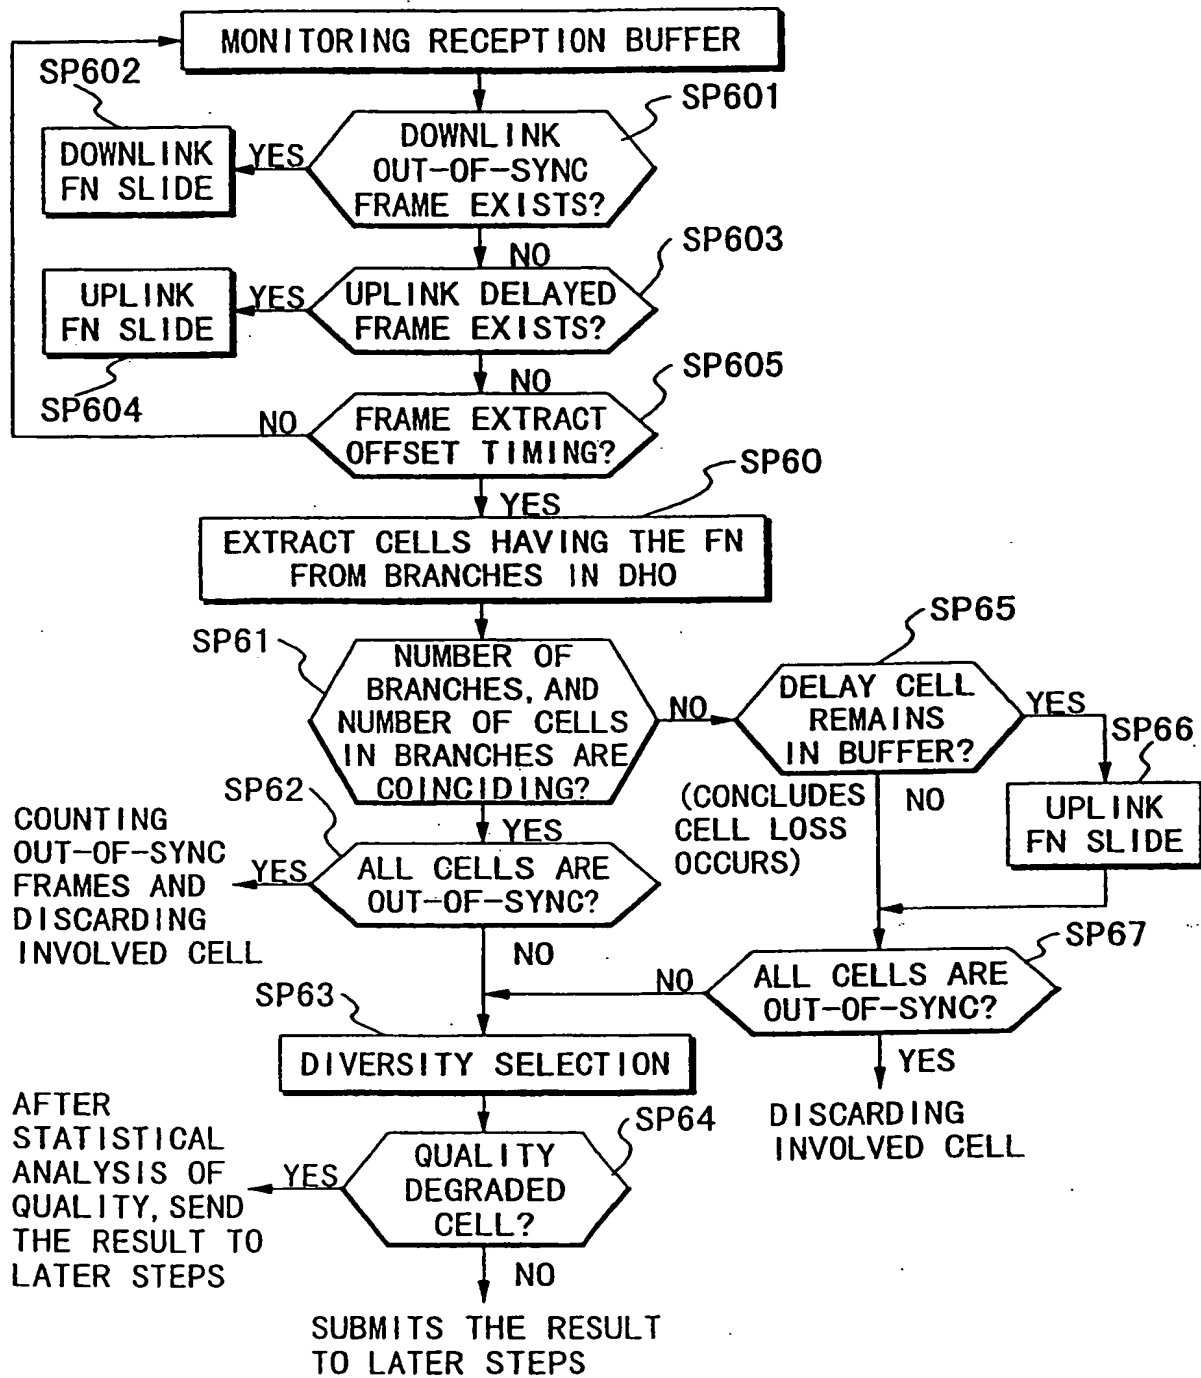 MONITORING RECEPTION BUFFER
SP602
SP601
DOWNLINK
OUT-OF-SYNC
FRAME EXISTS?
YES
DOWNLINK
FN SLIDE
NO
SP603
UPLINK DELAYED
FRAME EXISTS?
YES
UPLINK
FN SLIDE
SP604
NO
SP605
FRAME EXTRACT
OFFSET TIMING?
NO
YES
SP60
EXTRACT CELLS HAVING THE FN
FROM BRANCHES IN DHO
SP61
NUMBER OF
BRANCHES, AND
NUMBER OF CELLS
IN BRANCHES ARE
COINCIDING?
NO
SP65
DELAY CELL
REMAINS
IN BUFFER?
YES
SP66
UPLINK
FN SLIDE
(CONCLUDES
CELL LOSS
OCCURS)
NO
SP62
YES
ALL CELLS ARE
OUT-OF-SYNC?
YES
COUNTING
OUT-OF-SYNC
FRAMES AND
DISCARDING
INVOLVED CELL
NO
SP67
ALL CELLS ARE
OUT-OF-SYNC?
NO
YES
DISCARDING
INVOLVED CELL
SP63
DIVERSITY SELECTION
SP64
QUALITY
DEGRADED
CELL?
YES
AFTER
STATISTICAL
ANALYSIS OF
QUALITY, SEND
THE RESULT TO
LATER STEPS
NO
SUBMITS THE RESULT
TO LATER STEPS